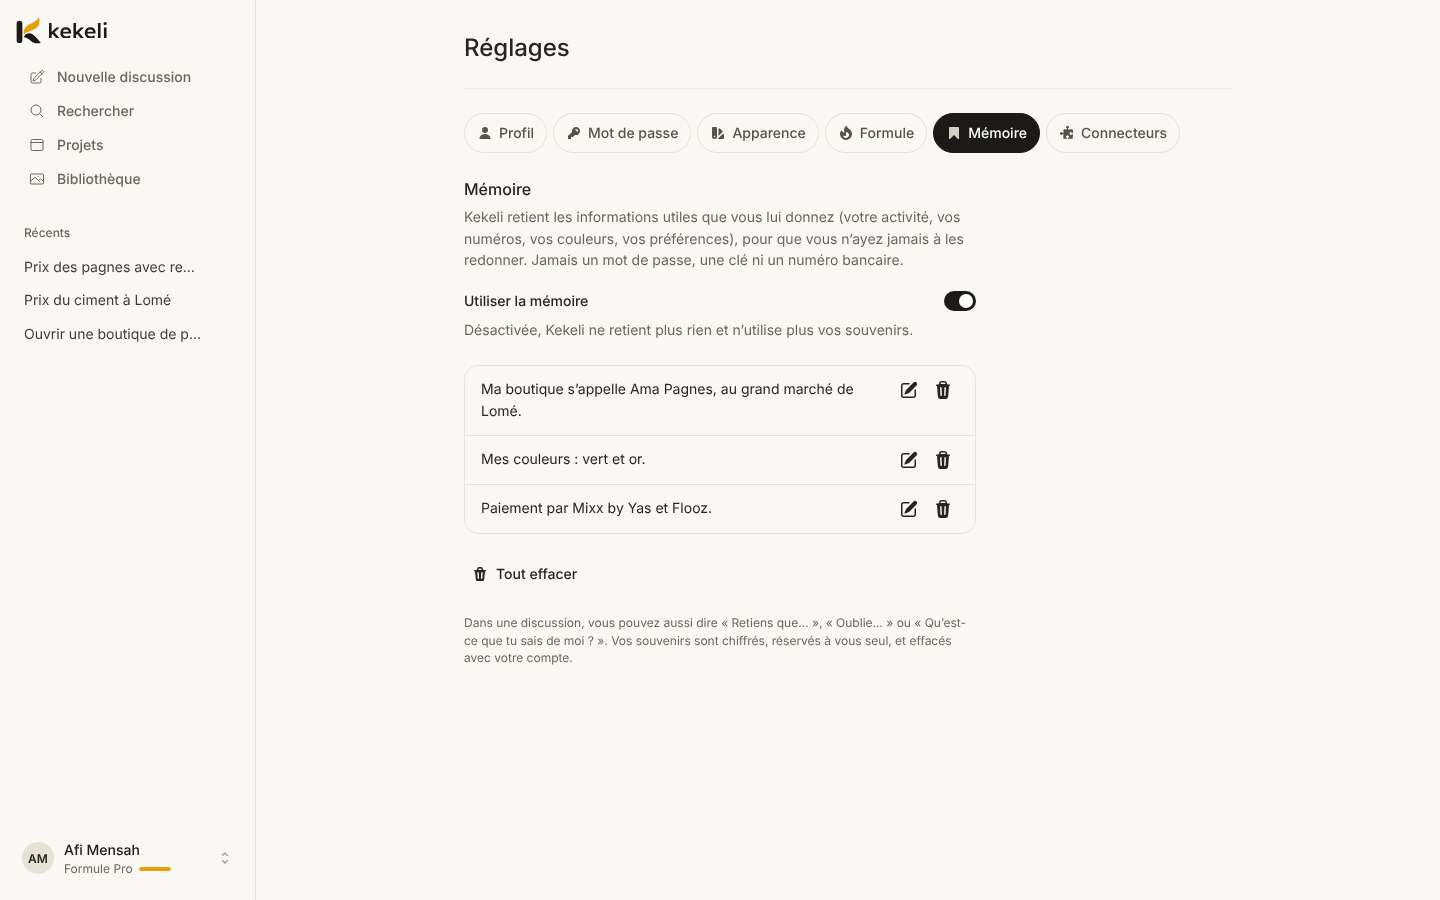 kekeli
Nouvelle discussion
Rechercher
Projets
Bibliothèque
Récents
Prix des pagnes avec re...
Prix du ciment à Lomé
Ouvrir une boutique de p...
AM
Afi Mensah
Formule Pro
Réglages
Profil
Mot de passe
Apparence
Formule
Mémoire
Connecteurs
Mémoire
Kekeli retient les informations utiles que vous lui donnez (votre activité, vos
numéros, vos couleurs, vos préférences), pour que vous n’ayez jamais à les
redonner. Jamais un mot de passe, une clé ni un numéro bancaire.
Utiliser la mémoire
Désactivée, Kekeli ne retient plus rien et n’utilise plus vos souvenirs.
Ma boutique s’appelle Ama Pagnes, au grand marché de
Lomé.
Mes couleurs : vert et or.
Paiement par Mixx by Yas et Flooz.
Tout effacer
Dans une discussion, vous pouvez aussi dire « Retiens que... », « Oublie... » ou « Qu’est-
ce que tu sais de moi ? ». Vos souvenirs sont chiffrés, réservés à vous seul, et effacés
avec votre compte.